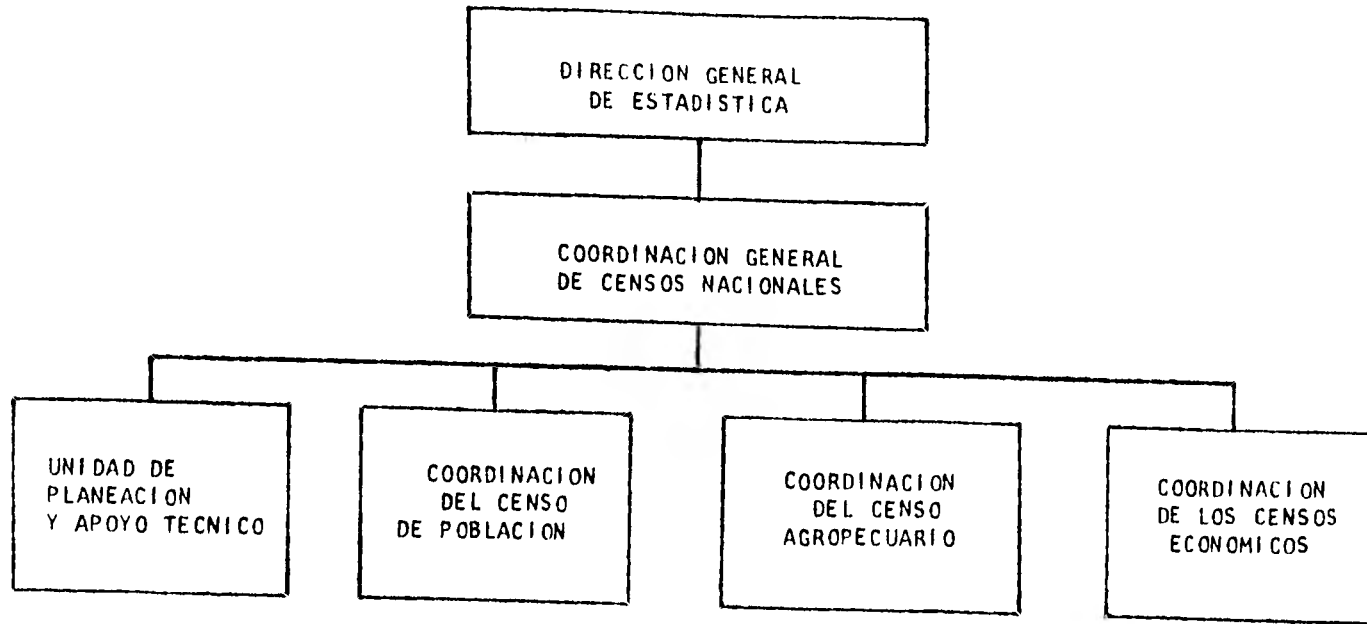 DIRECCION GENERAL
DE ESTADISTICA
COORDINACION GENERAL
DE CENSOS NACIONALES
UNIDAD DE
PLANEACION
Y APOYO TECNICO
COORDINACION
DEL CENSO
DE POBLACION
COORDINACION
DEL CENSO
AGROPECUARIO
COORDINACION
DE LOS CENSOS
ECONOMICOS